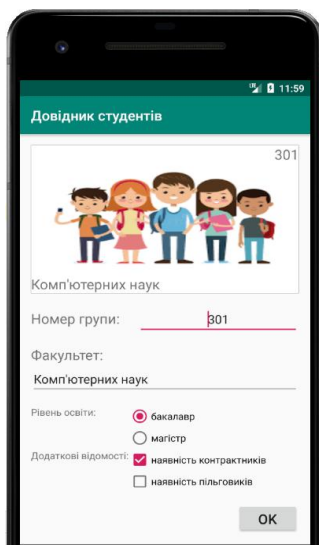 11:59
Довідник студентів
301
Комп'ютерних наук
Номер групи: 301
Факультет:
Комп'ютерних наук
Рівень освіти: бакалавр
магістр
Додаткові відомості: наявність контрактників
наявність пільговиків
OK